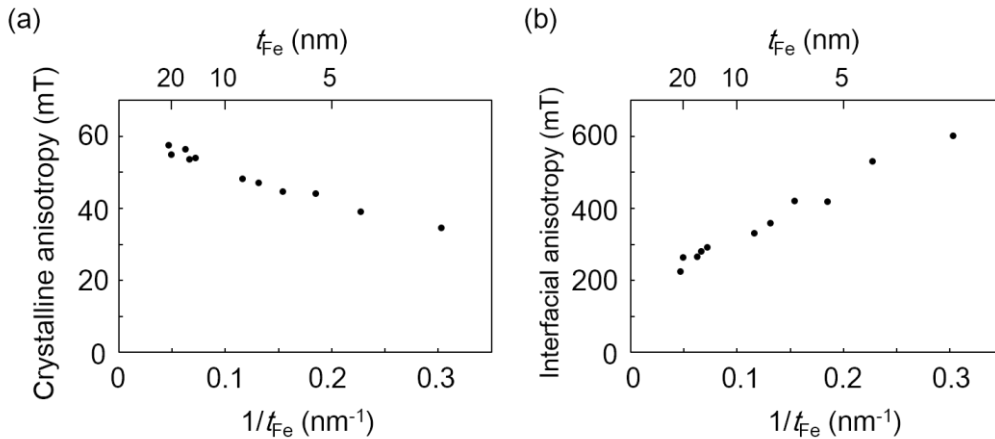 (a)
t_Fe (nm)
20 10 5
Crystalline anisotropy (mT)
60
40
20
0
0 0.1 0.2 0.3
1/t_Fe (nm⁻¹)
(b)
t_Fe (nm)
20 10 5
Interfacial anisotropy (mT)
600
400
200
0
0 0.1 0.2 0.3
1/t_Fe (nm⁻¹)